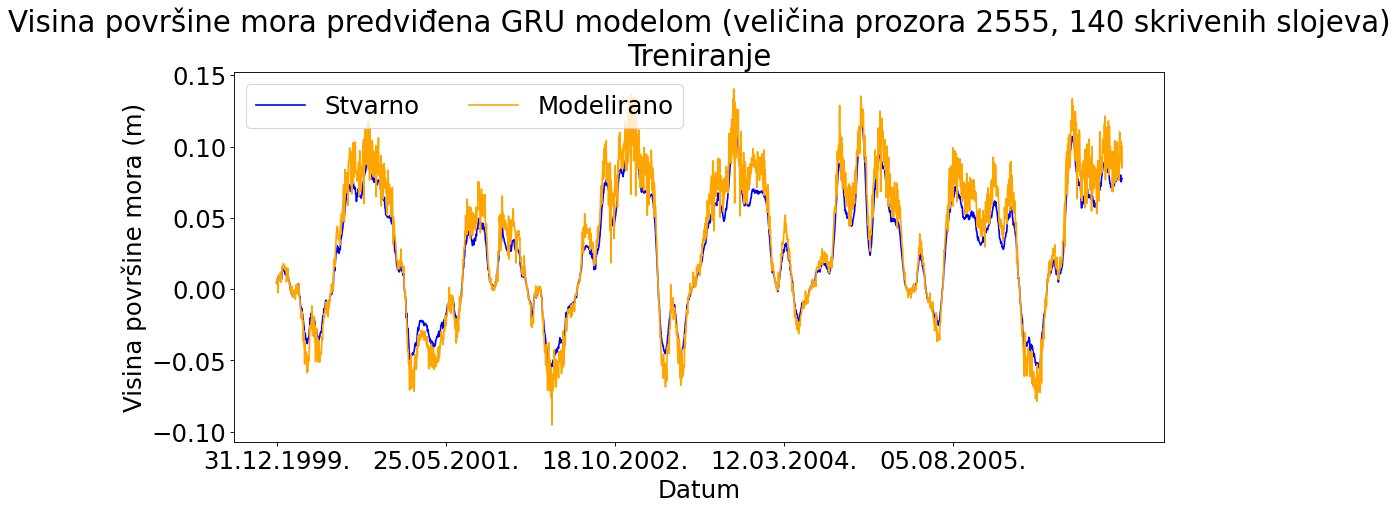 Visina površine mora predviđena GRU modelom (veličina prozora 2555, 140 skrivenih slojeva)
Treniranje
Stvarno
Modelirano
Visina površine mora (m)
0.15
0.10
0.05
0.00
−0.05
−0.10
31.12.1999.
25.05.2001.
18.10.2002.
12.03.2004.
05.08.2005.
Datum